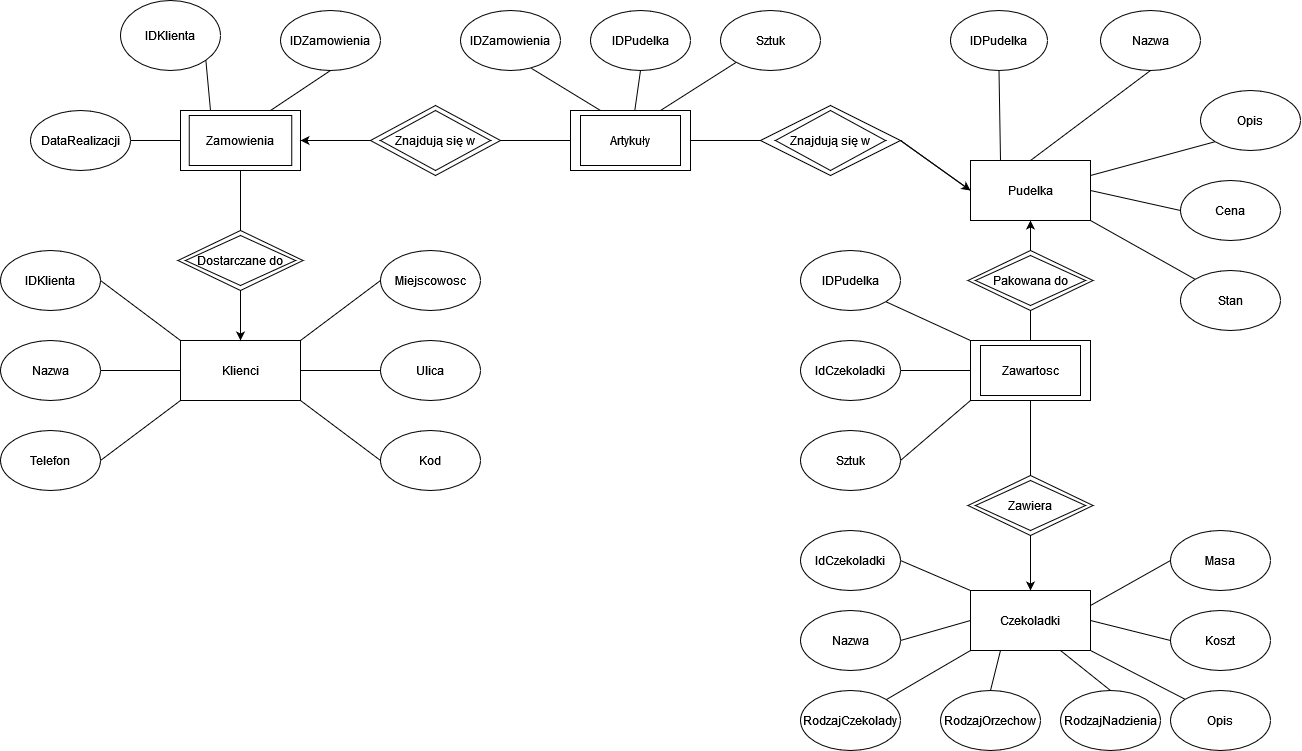 IDKlienta
IDZamowienia
IDZamowienia
IDPudelka
Sztuk
IDPudelka
Nazwa
DataRealizacji
Zamowienia
Znajdują się w
Artykuły
Znajdują się w
Opis
Pudelka
Cena
Dostarczane do
IDKlienta
Miejscowosc
IDPudelka
Pakowana do
Stan
Nazwa
Klienci
Ulica
IdCzekoladki
Zawartosc
Telefon
Kod
Sztuk
Zawiera
IdCzekoladki
Masa
Czekoladki
Nazwa
Koszt
RodzajCzekolady
RodzajOrzechow
RodzajNadzienia
Opis